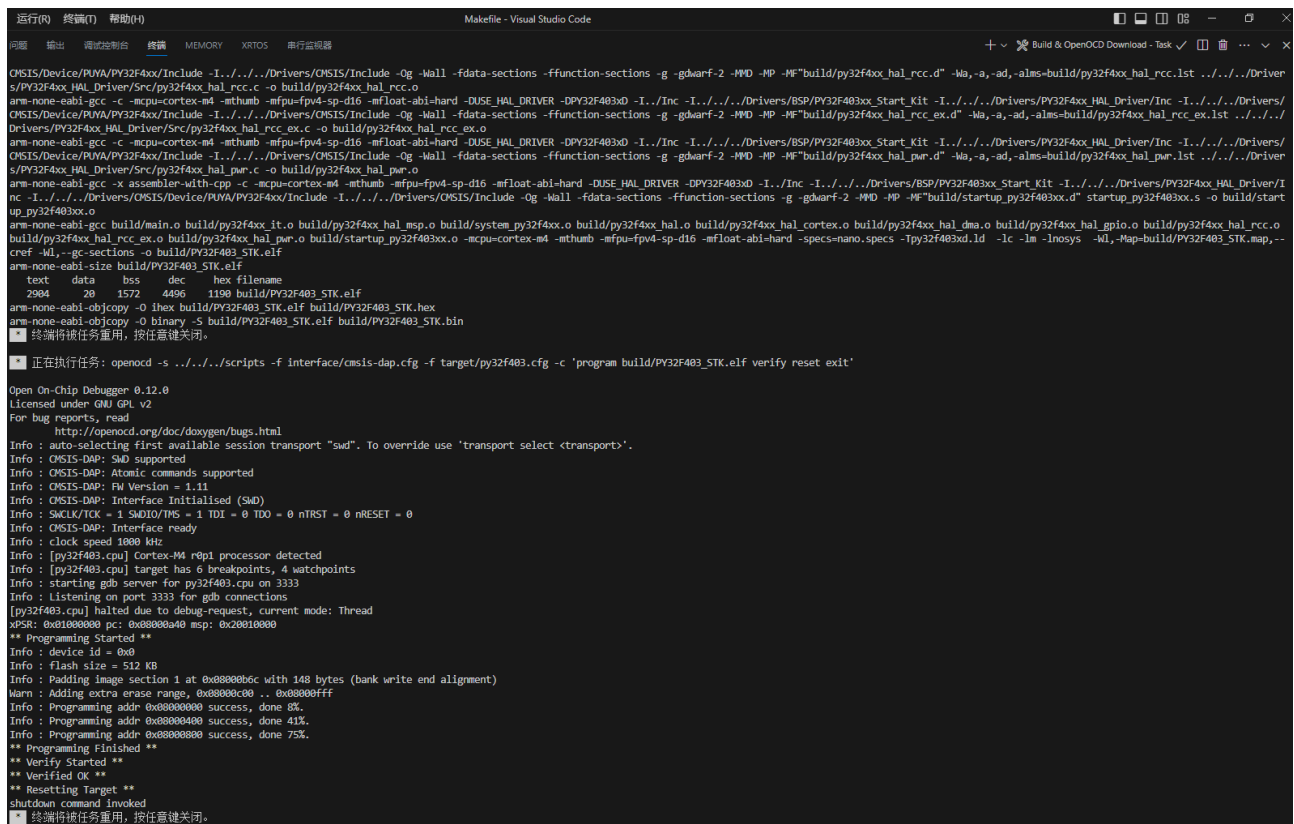 运行(R) 终端(T) 帮助(H) Makefile - Visual Studio Code
问题 输出 调试控制台 终端 MEMORY XRTOS 串行监视器 Build & OpenOCD Download - Task
CMSIS/Device/PUYA/PY32F4xx/Include -I../../../Drivers/CMSIS/Include -Og -Wall -fdata-sections -ffunction-sections -g -gdwarf-2 -MMD -MP -MF"build/py32f4xx_hal_rcc.d" -Wa,-a,-ad,-alms=build/py32f4xx_hal_rcc.lst ../../../Driver
s/PY32F4xx_HAL_Driver/Src/py32f4xx_hal_rcc.c -o build/py32f4xx_hal_rcc.o
arm-none-eabi-gcc -c -mcpu=cortex-m4 -mthumb -mfpu=fpv4-sp-d16 -mfloat-abi=hard -DUSE_HAL_DRIVER -DPY32F403xD -I../Inc -I../../../Drivers/BSP/PY32F403xx_Start_Kit -I../../../Drivers/PY32F4xx_HAL_Driver/Inc -I../../../Drivers/
CMSIS/Device/PUYA/PY32F4xx/Include -I../../../Drivers/CMSIS/Include -Og -Wall -fdata-sections -ffunction-sections -g -gdwarf-2 -MMD -MP -MF"build/py32f4xx_hal_rcc_ex.d" -Wa,-a,-ad,-alms=build/py32f4xx_hal_rcc_ex.lst ../../../
Drivers/PY32F4xx_HAL_Driver/Src/py32f4xx_hal_rcc_ex.c -o build/py32f4xx_hal_rcc_ex.o
arm-none-eabi-gcc -c -mcpu=cortex-m4 -mthumb -mfpu=fpv4-sp-d16 -mfloat-abi=hard -DUSE_HAL_DRIVER -DPY32F403xD -I../Inc -I../../../Drivers/BSP/PY32F403xx_Start_Kit -I../../../Drivers/PY32F4xx_HAL_Driver/Inc -I../../../Drivers/
CMSIS/Device/PUYA/PY32F4xx/Include -I../../../Drivers/CMSIS/Include -Og -Wall -fdata-sections -ffunction-sections -g -gdwarf-2 -MMD -MP -MF"build/py32f4xx_hal_pwr.d" -Wa,-a,-ad,-alms=build/py32f4xx_hal_pwr.lst ../../../Driver
s/PY32F4xx_HAL_Driver/Src/py32f4xx_hal_pwr.c -o build/py32f4xx_hal_pwr.o
arm-none-eabi-gcc -x assembler-with-cpp -c -mcpu=cortex-m4 -mthumb -mfpu=fpv4-sp-d16 -mfloat-abi=hard -DUSE_HAL_DRIVER -DPY32F403xD -I../Inc -I../../../Drivers/BSP/PY32F403xx_Start_Kit -I../../../Drivers/PY32F4xx_HAL_Driver/I
nc -I../../../Drivers/CMSIS/Device/PUYA/PY32F4xx/Include -I../../../Drivers/CMSIS/Include -Og -Wall -fdata-sections -ffunction-sections -g -gdwarf-2 -MMD -MP -MF"build/startup_py32f403xx.d" startup_py32f403xx.s -o build/start
up_py32f403xx.o
arm-none-eabi-gcc build/main.o build/py32f4xx_it.o build/py32f4xx_hal_msp.o build/system_py32f4xx.o build/py32f4xx_hal.o build/py32f4xx_hal_cortex.o build/py32f4xx_hal_dma.o build/py32f4xx_hal_gpio.o build/py32f4xx_hal_rcc.o
build/py32f4xx_hal_rcc_ex.o build/py32f4xx_hal_pwr.o build/startup_py32f403xx.o -mcpu=cortex-m4 -mthumb -mfpu=fpv4-sp-d16 -mfloat-abi=hard -specs=nano.specs -Tpy32f403xd.ld -lc -lm -lnosys -Wl,-Map=build/PY32F403_STK.map,--
cref -Wl,--gc-sections -o build/PY32F403_STK.elf
arm-none-eabi-size build/PY32F403_STK.elf
text data bss dec hex filename
2904 20 1572 4496 1190 build/PY32F403_STK.elf
arm-none-eabi-objcopy -O ihex build/PY32F403_STK.elf build/PY32F403_STK.hex
arm-none-eabi-objcopy -O binary -S build/PY32F403_STK.elf build/PY32F403_STK.bin
* 终端将被任务重用，按任意键关闭。
* 正在执行任务: openocd -s ../../../scripts -f interface/cmsis-dap.cfg -f target/py32f403.cfg -c 'program build/PY32F403_STK.elf verify reset exit'
Open On-Chip Debugger 0.12.0
Licensed under GNU GPL v2
For bug reports, read
http://openocd.org/doc/doxygen/bugs.html
Info : auto-selecting first available session transport "swd". To override use 'transport select <transport>'.
Info : CMSIS-DAP: SWD supported
Info : CMSIS-DAP: Atomic commands supported
Info : CMSIS-DAP: FW Version = 1.11
Info : CMSIS-DAP: Interface Initialised (SWD)
Info : SWCLK/TCK = 1 SWDIO/TMS = 1 TDI = 0 TDO = 0 nTRST = 0 nRESET = 0
Info : CMSIS-DAP: Interface ready
Info : clock speed 1000 kHz
Info : [py32f403.cpu] Cortex-M4 r0p1 processor detected
Info : [py32f403.cpu] target has 6 breakpoints, 4 watchpoints
Info : starting gdb server for py32f403.cpu on 3333
Info : Listening on port 3333 for gdb connections
[py32f403.cpu] halted due to debug-request, current mode: Thread
xPSR: 0x01000000 pc: 0x08000a40 msp: 0x20010000
** Programming Started **
Info : device id = 0x0
Info : flash size = 512 KB
Info : Padding image section 1 at 0x08000b6c with 148 bytes (bank write end alignment)
Warn : Adding extra erase range, 0x08000c00 .. 0x08000fff
Info : Programming addr 0x08000000 success, done 8%.
Info : Programming addr 0x08000400 success, done 41%.
Info : Programming addr 0x08000800 success, done 75%.
** Programming Finished **
** Verify Started **
** Verified OK **
** Resetting Target **
shutdown command invoked
* 终端将被任务重用，按任意键关闭。